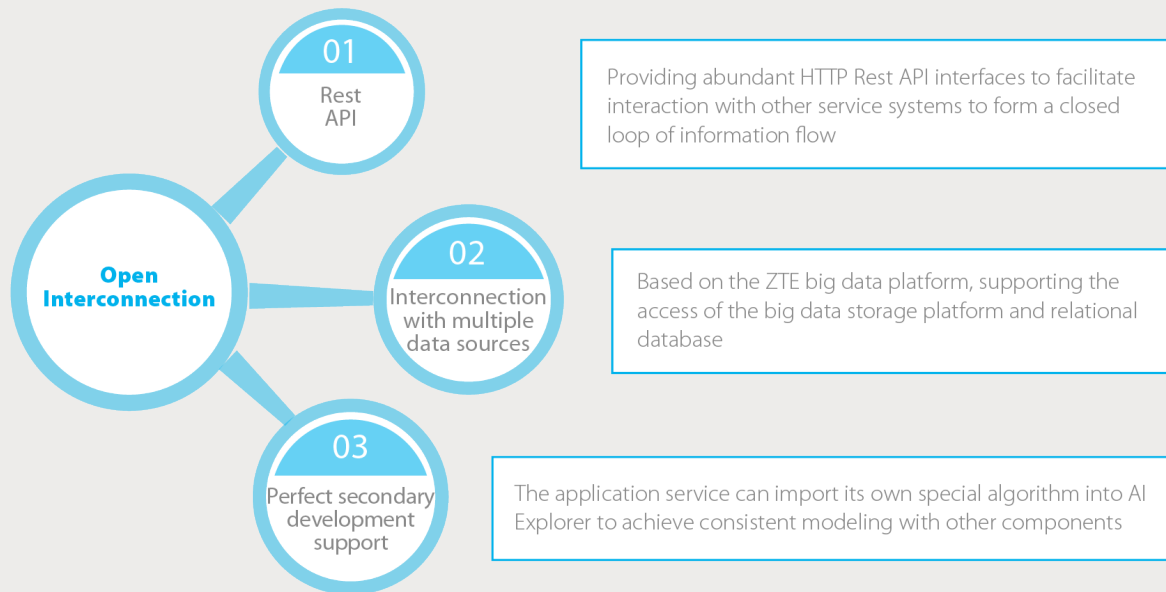 01
Rest
API
Providing abundant HTTP Rest API interfaces to facilitate
interaction with other service systems to form a closed
loop of information flow
Open
Interconnection
02
Interconnection
with multiple
data sources
Based on the ZTE big data platform, supporting the
access of the big data storage platform and relational
database
03
Perfect secondary
development
support
The application service can import its own special algorithm into AI
Explorer to achieve consistent modeling with other components